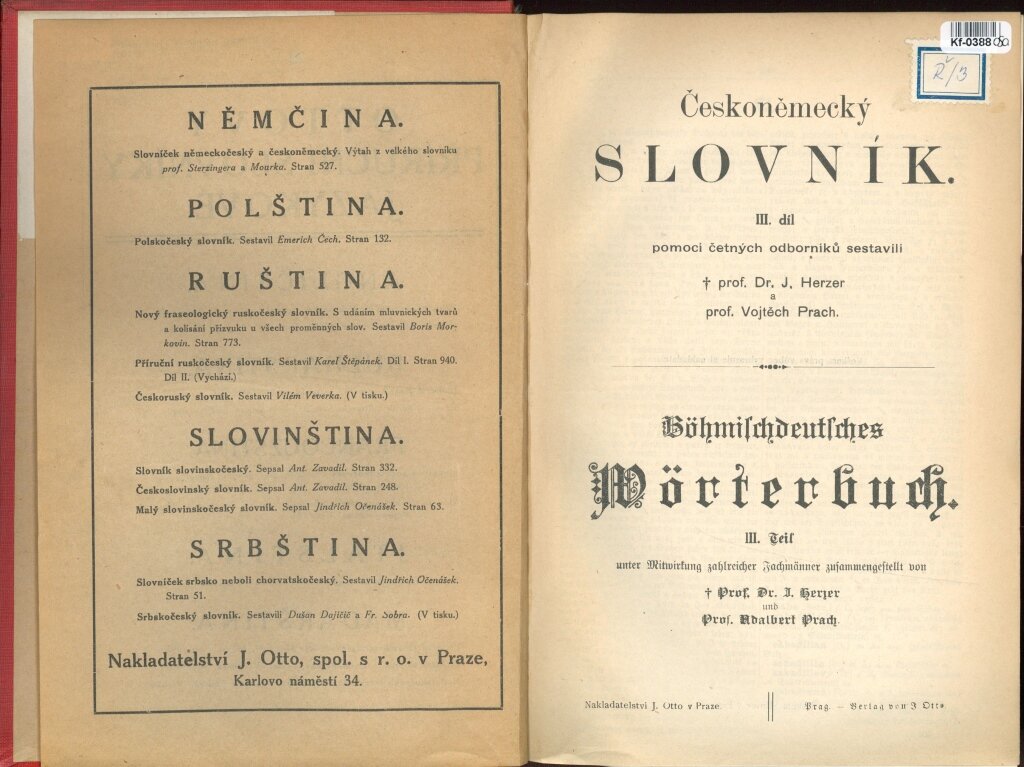 NĚMČINA.
Slovníček německočeský a českoněmecký. Výtah z velkého slovníku
prof. Sterzingera a Mourka. Stran 527.
POLŠTINA.
Polskočeský slovník. Sestavil Emerich Čech. Stran 132.
RUŠTINA.
Nový fraseologický ruskočeský slovník. S udáním mluvnických tvarů
a kolísání přízvuku u všech proměnných slov. Sestavil Boris Mor-
kovin. Stran 773.
Příruční ruskočeský slovník. Sestavil Karel Štěpánek. Díl I. Stran 940.
Díl II. (Vychází.)
Českoruský slovník. Sestavil Vilém Veverka. (V tisku.)
SLOVINŠTINA.
Slovník slovinskočeský. Sepsal Ant. Zavadil. Stran 332.
Československý slovník. Sepsal Ant. Zavadil. Stran 248.
Malý slovinskočeský slovník. Sepsal Jindřich Očenášek. Stran 63.
SRBŠTINA.
Slovníček srbsko neboli chorvatskočeský. Sestavil Jindřich Očenášek.
Stran 51.
Srbskočeský slovník. Sestavili Dušan Dajičič a Fr. Sobra. (V tisku.)
Nakladatelství J. Otto, spol. s r. o. v Praze,
Karlovo náměstí 34.
Kf-0388
Ř/B
Českoněmecký
SLOVNÍK.
III. díl
pomocí četných odborníků sestavili
† prof. Dr. J. Herzer
a
prof. Vojtěch Prach.
Böhmischdeutsches
Wörterbuch.
III. Teil
unter Mitwirkung zahlreicher Fachmänner zusammengestellt von
† Prof. Dr. J. Herzer
und
Prof. Adalbert Prach.
Nakladatelství J. Otto v Praze.
Prag. — Verlag von J Otto